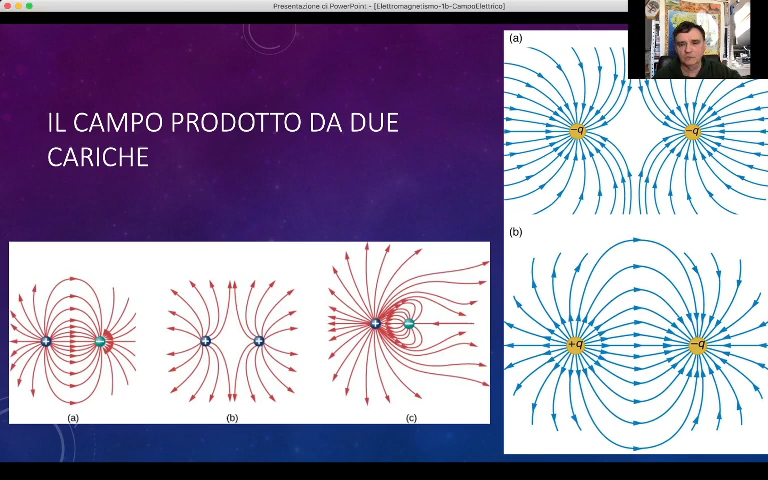 Presentazione di PowerPoint - [Elettromagnetismo-1b-CampoElettrico]
IL CAMPO PRODOTTO DA DUE
CARICHE
+ −
(a)
+ +
(b)
+ −
(c)
(a)
−q −q
(b)
+q −q